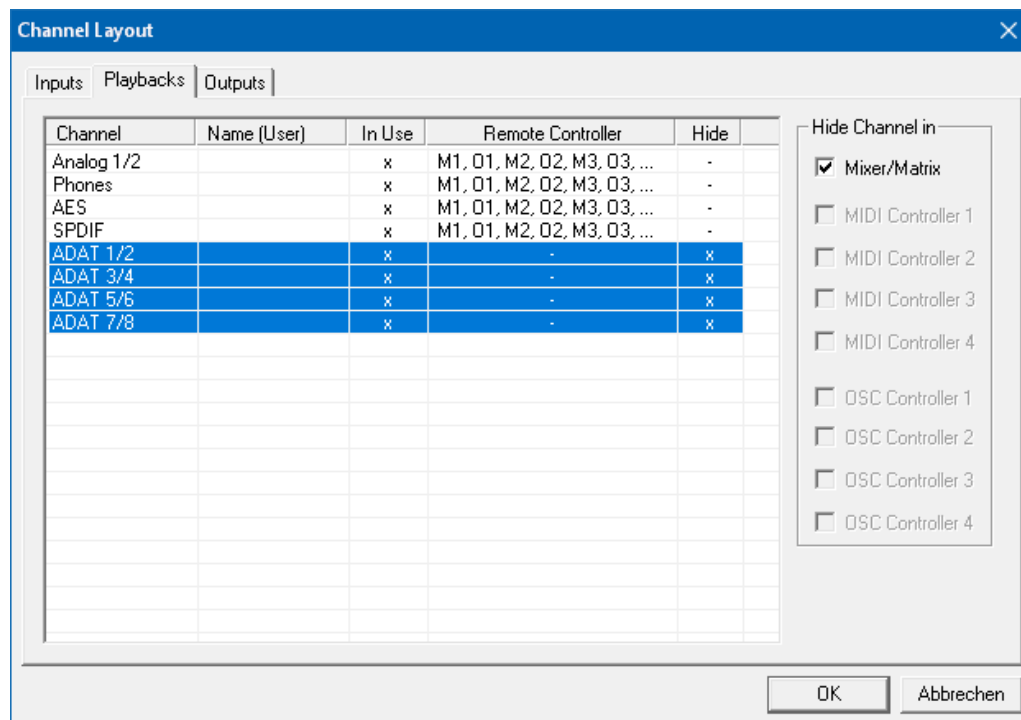 Channel Layout
Inputs Playbacks Outputs
Channel Name (User) In Use Remote Controller Hide
Analog 1/2 x M1, O1, M2, O2, M3, O3, ... -
Phones x M1, O1, M2, O2, M3, O3, ... -
AES x M1, O1, M2, O2, M3, O3, ... -
SPDIF x M1, O1, M2, O2, M3, O3, ... -
ADAT 1/2 x - x
ADAT 3/4 x - x
ADAT 5/6 x - x
ADAT 7/8 x - x
Hide Channel in
Mixer/Matrix
MIDI Controller 1
MIDI Controller 2
MIDI Controller 3
MIDI Controller 4
OSC Controller 1
OSC Controller 2
OSC Controller 3
OSC Controller 4
OK Abbrechen